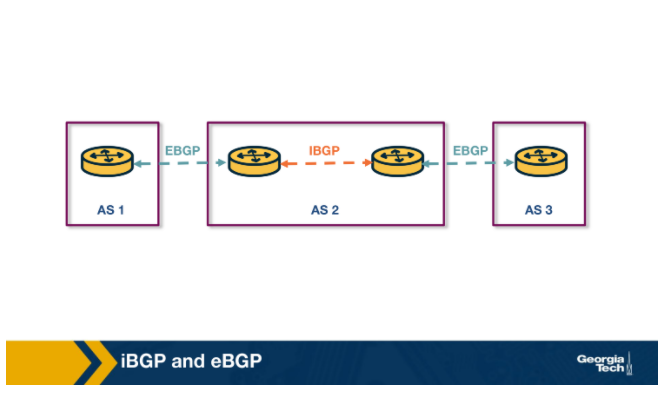 EBGP
IBGP
EBGP
AS 1
AS 2
AS 3
iBGP and eBGP
Georgia
Tech